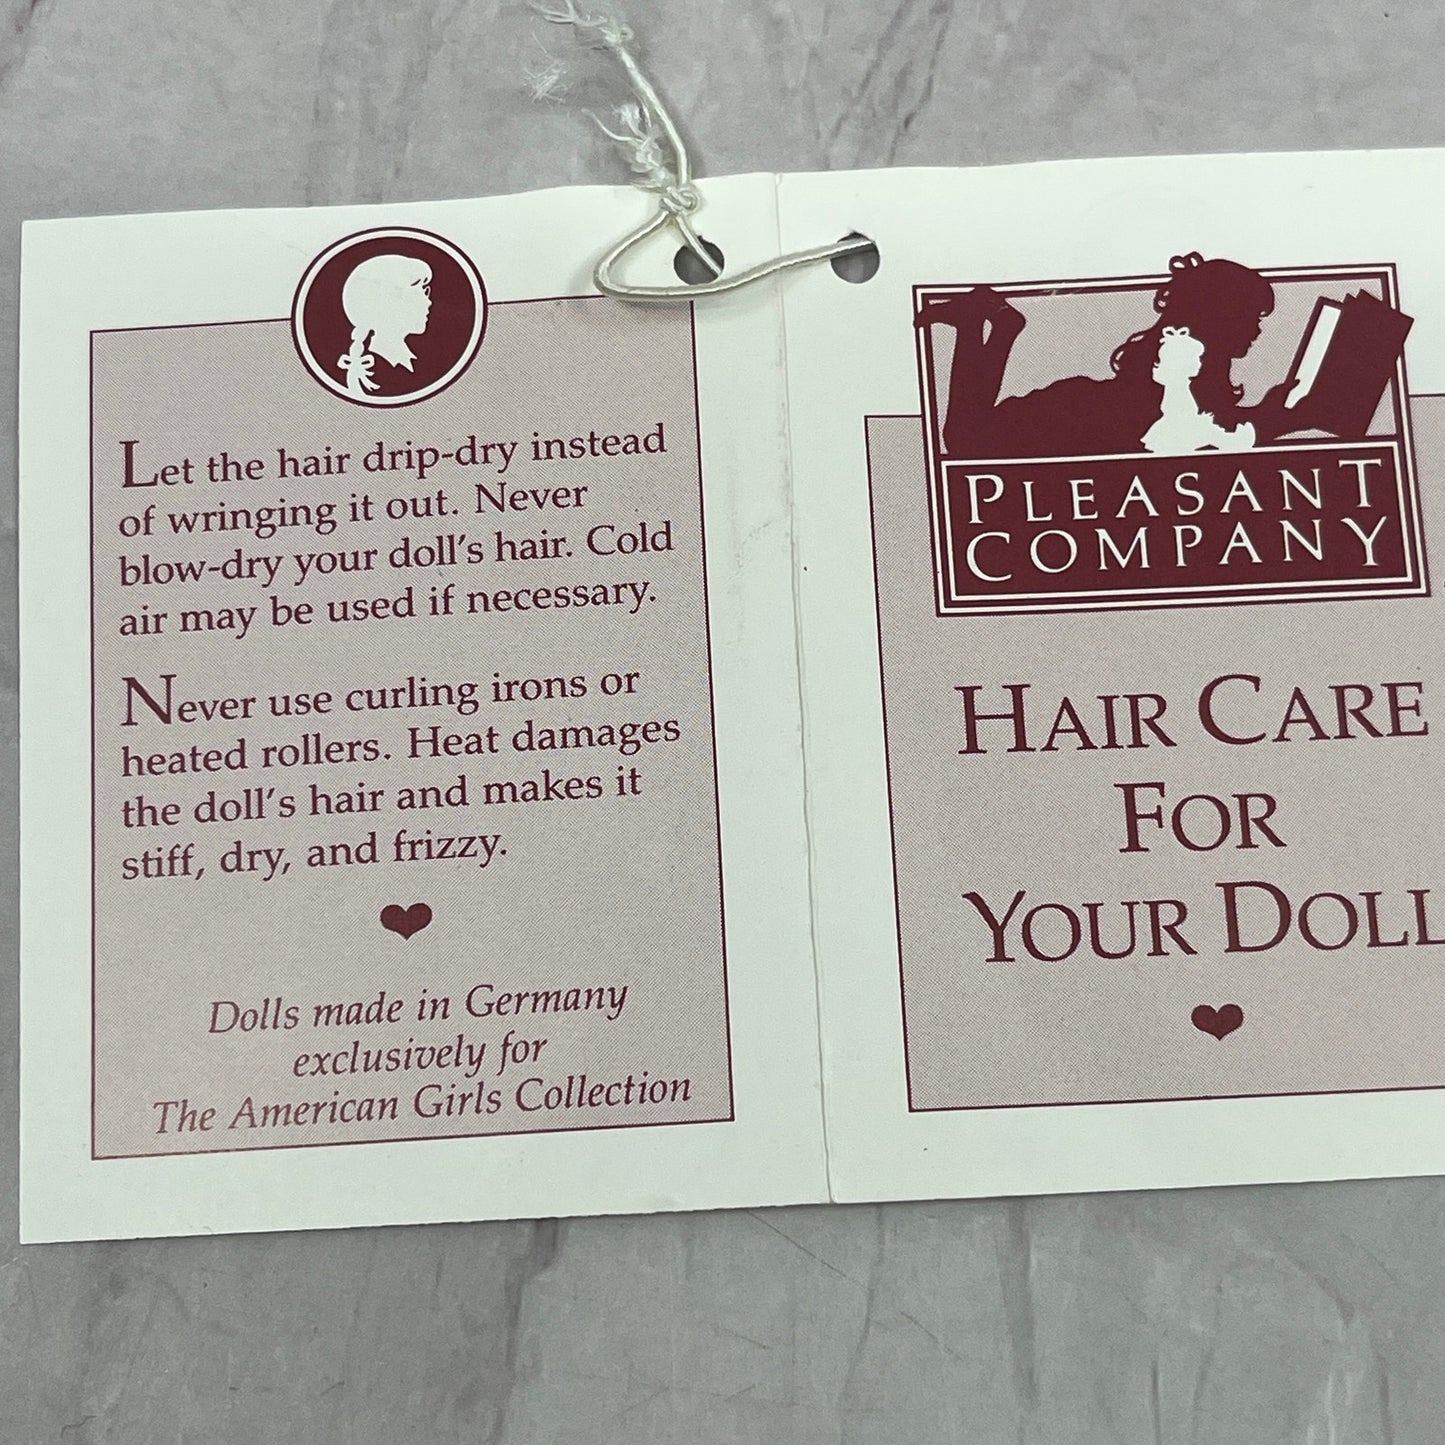 Let the hair drip-dry instead
of wringing it out. Never
blow-dry your doll's hair. Cold
air may be used if necessary.
Never use curling irons or
heated rollers. Heat damages
the doll's hair and makes it
stiff, dry, and frizzy.
Dolls made in Germany
exclusively for
The American Girls Collection
PLEASANT
COMPANY
HAIR CARE
FOR
YOUR DOLL